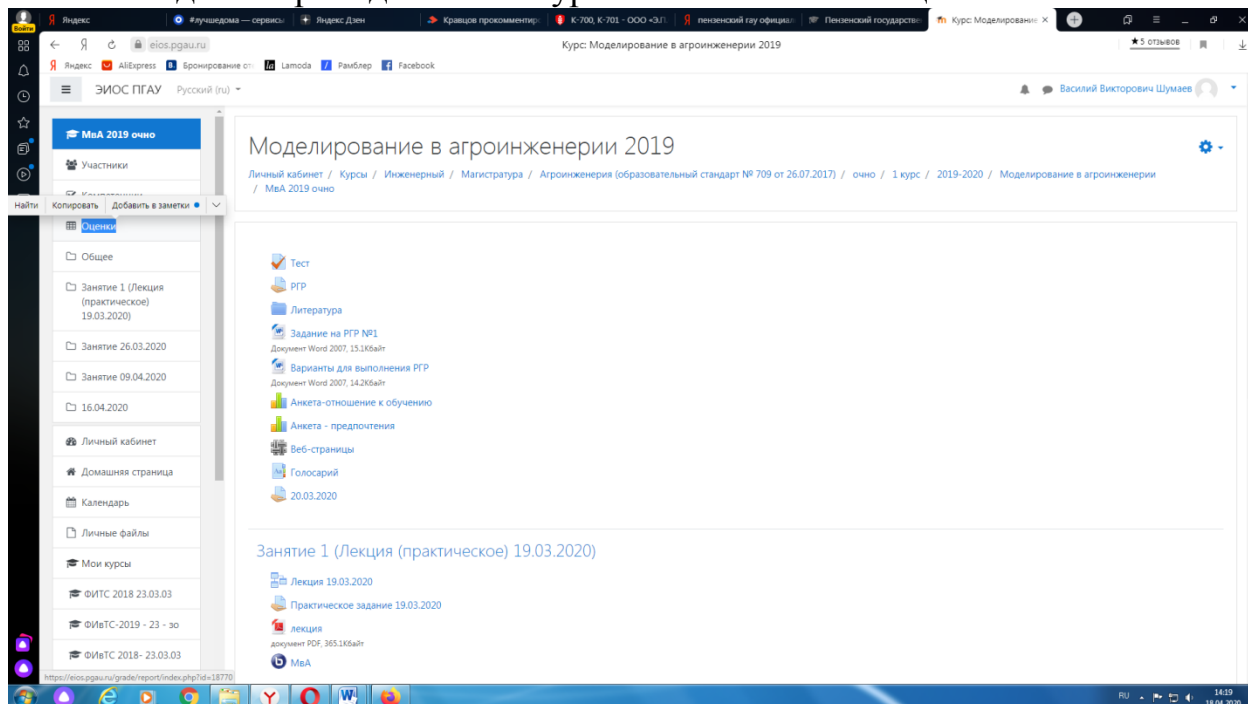 Яндекс
#лучшедома — сервисы
Яндекс Дзен
Кравцов прокомментир
К-700, К-701 - ООО «З.П.
пензенский гау официал
Пензенский государстве
Курс: Моделирование
Войти
eios.pgau.ru
Курс: Моделирование в агроинженерии 2019
★5 отзывов
Яндекс
AliExpress
Бронирование от
Lamoda
Рамблер
Facebook
ЭИОС ПГАУ
Русский (ru)
Василий Викторович Шумаев
МвА 2019 очно
Участники
Компетенции
Найти
Копировать
Добавить в заметки
Оценки
Общее
Занятие 1 (Лекция
(практическое)
19.03.2020)
Занятие 26.03.2020
Занятие 09.04.2020
16.04.2020
Личный кабинет
Домашняя страница
Календарь
Личные файлы
Мои курсы
ФИТС 2018 23.03.03
ФИвТС-2019 - 23 - зо
ФИвТС 2018- 23.03.03
https://eios.pgau.ru/grade/report/index.php?id=18770
Моделирование в агроинженерии 2019
Личный кабинет / Курсы / Инженерный / Магистратура / Агроинженерия (образовательный стандарт № 709 от 26.07.2017) / очно / 1 курс / 2019-2020 / Моделирование в агроинженерии
/ МвА 2019 очно
Тест
РГР
Литература
Задание на РГР №1
Документ Word 2007, 15.1Кбайт
Варианты для выполнения РГР
Документ Word 2007, 14.2Кбайт
Анкета-отношение к обучению
Анкета - предпочтения
Веб-страницы
Голосарий
20.03.2020
Занятие 1 (Лекция (практическое) 19.03.2020)
Лекция 19.03.2020
Практическое задание 19.03.2020
лекция
документ PDF, 365.1Кбайт
МвА
RU
14:19
18.04.2020